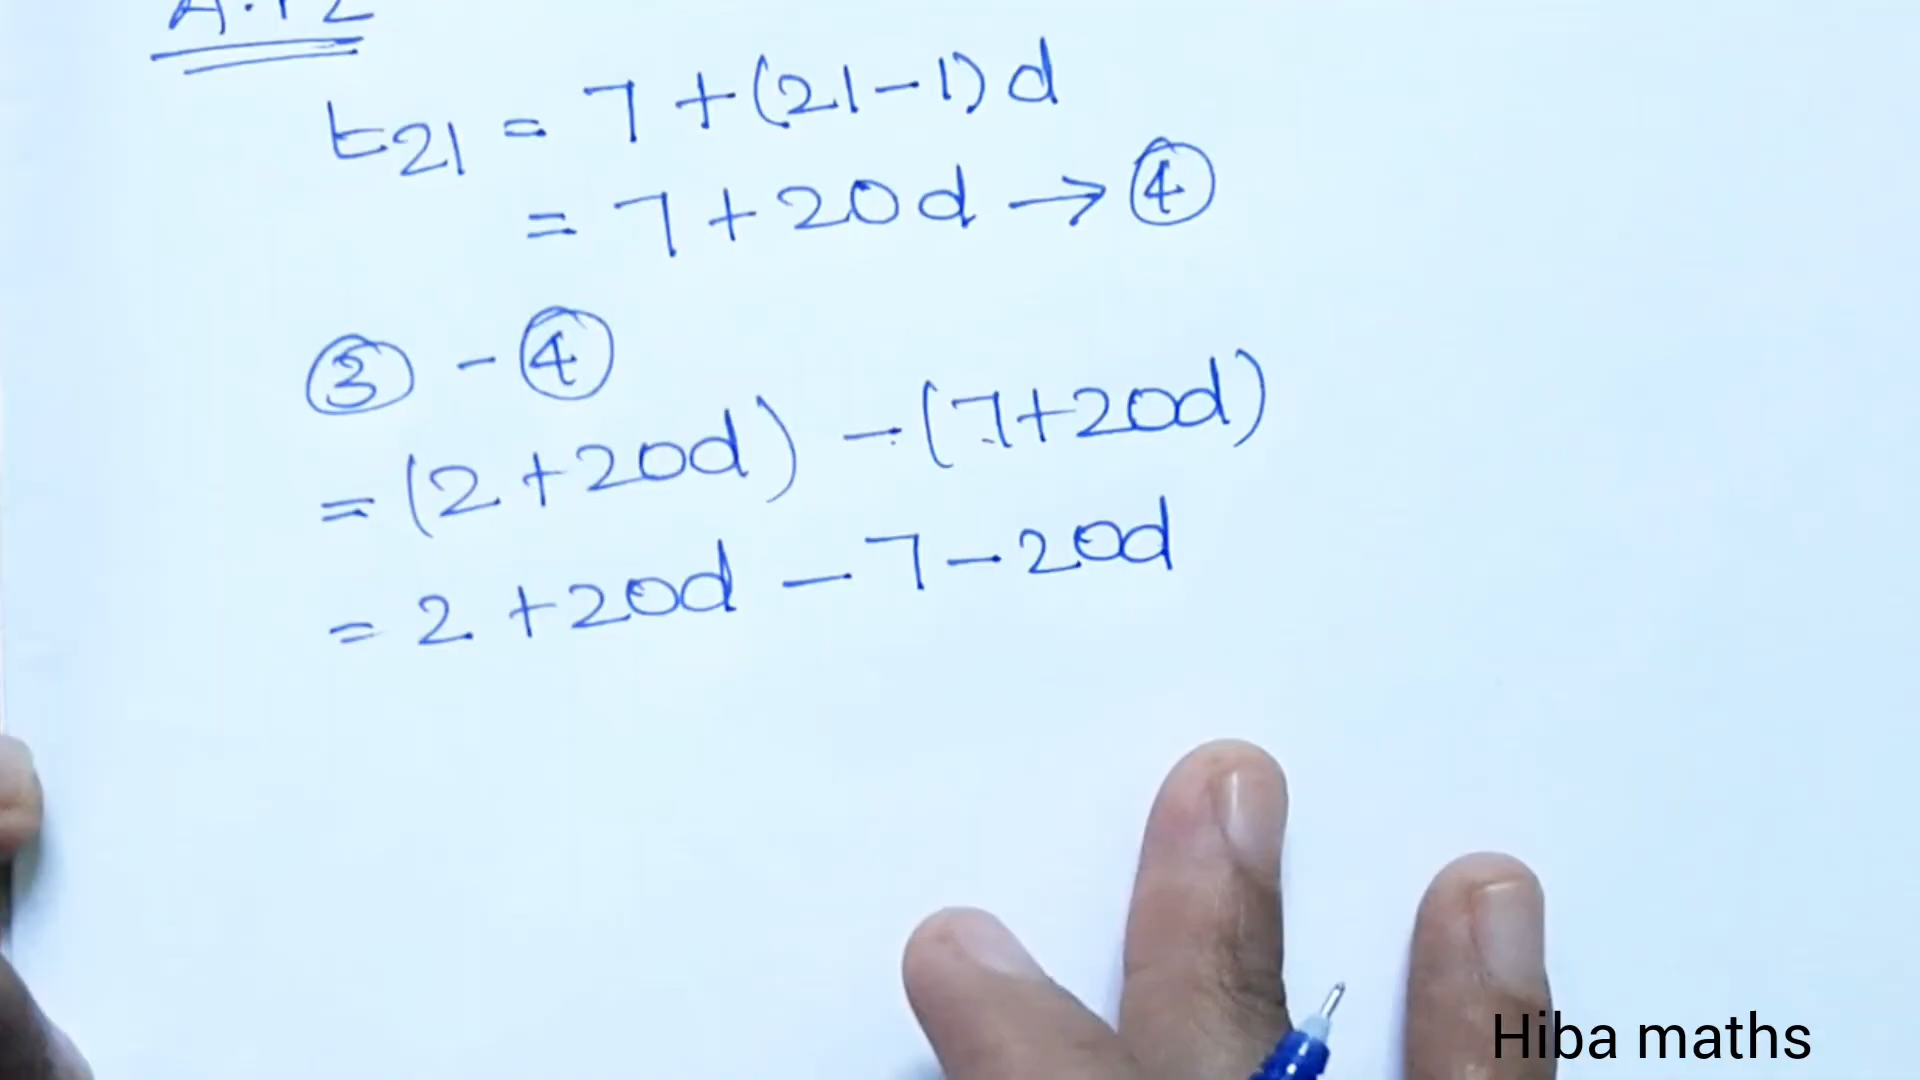 A.P2
t21 = 7 + (21-1) d
= 7 + 20d → ④
③ - ④
= (2 + 20d) - (7+20d)
= 2 + 20d - 7 - 20d
Hiba maths